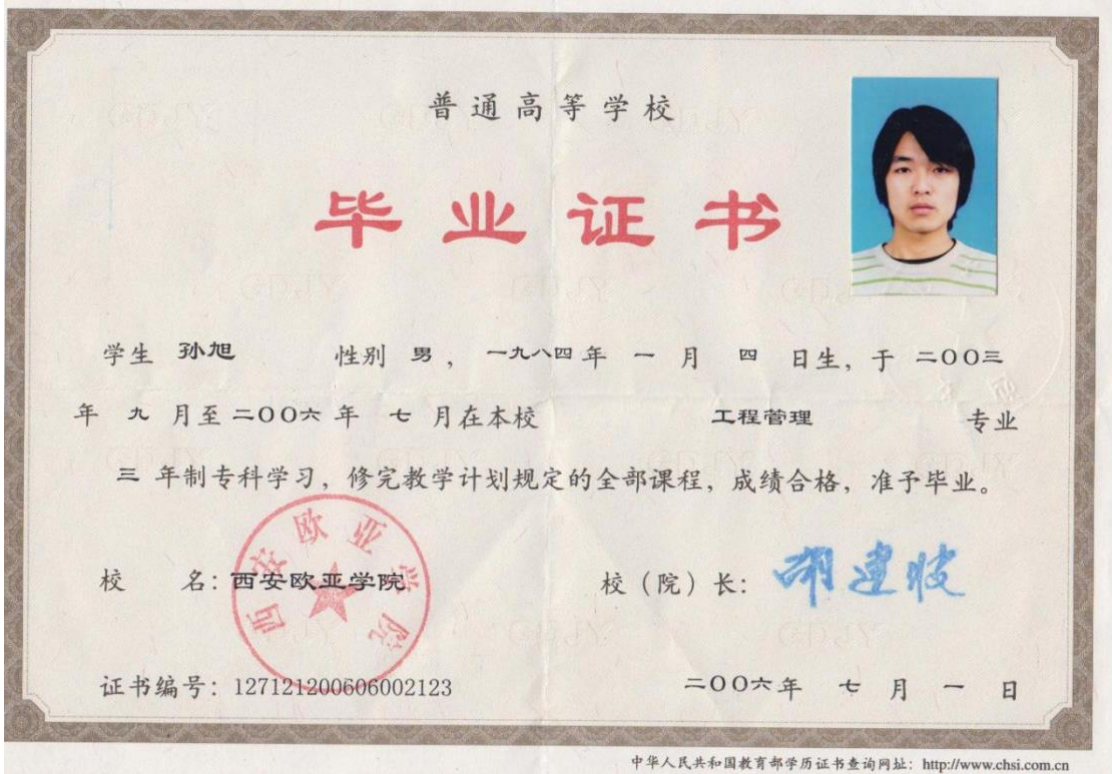 普通高等学校
毕业证书
学生 孙旭 性别 男，一九八四年 一 月 四 日生，于 二〇〇三
年 九 月至 二〇〇六 年 七 月在本校 工程管理 专业
三 年制专科学习，修完教学计划规定的全部课程，成绩合格，准予毕业。
校 名：西安欧亚学院
西安欧亚学院
校（院）长：胡建波
证书编号：127121200606002123
二〇〇六年 七 月 一 日
中华人民共和国教育部学历证书查询网址：http://www.chsi.com.cn